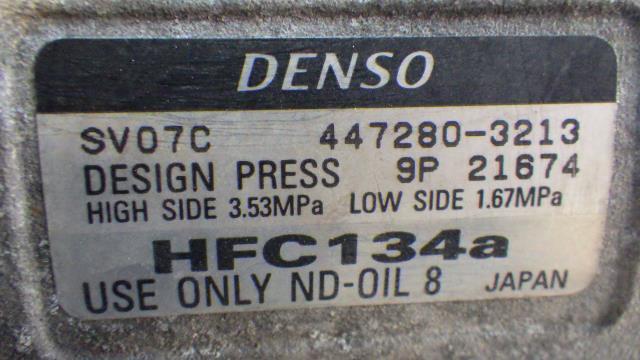 DENSO
SV07C 447280-3213
DESIGN PRESS 9P 21674
HIGH SIDE 3.53MPa LOW SIDE 1.67MPa
HFC134a
USE ONLY ND-OIL 8 JAPAN